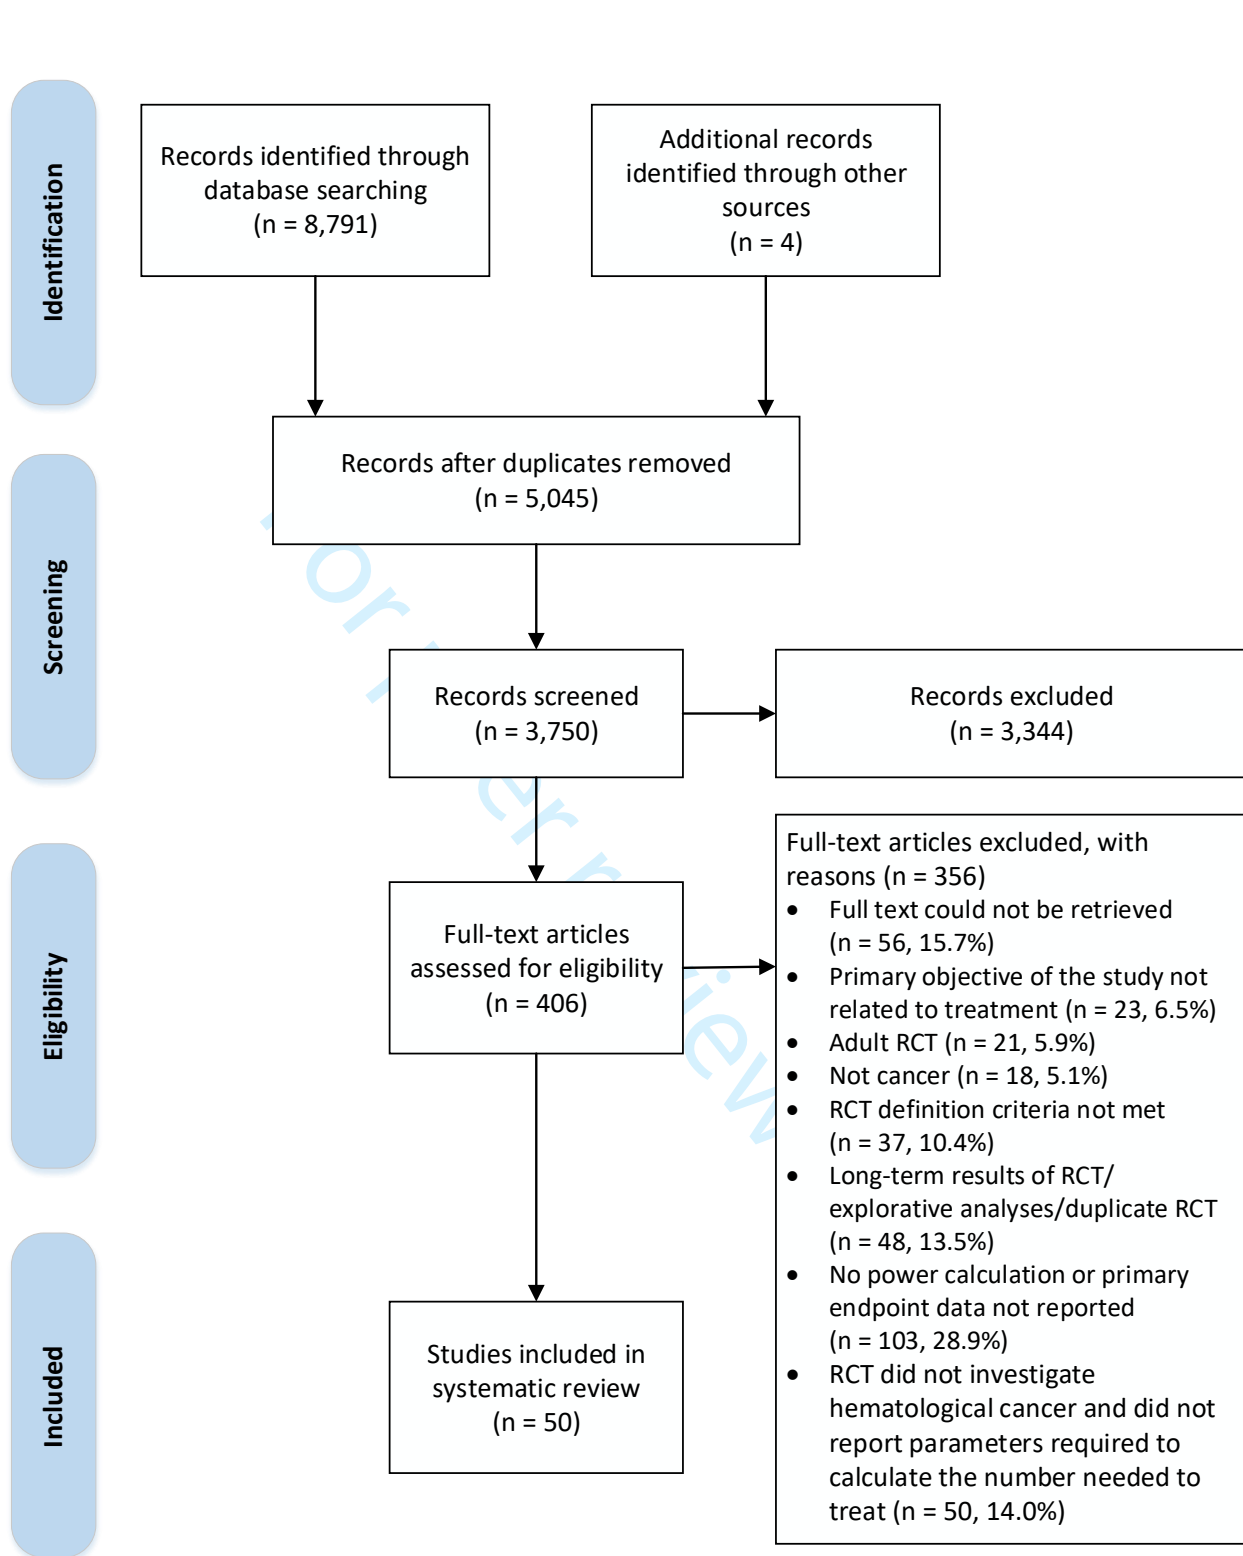 Identification
Records identified through
database searching
(n = 8,791)
Additional records
identified through other
sources
(n = 4)
Screening
Records after duplicates removed
(n = 5,045)
Records screened
(n = 3,750)
Records excluded
(n = 3,344)
Eligibility
Full-text articles
assessed for eligibility
(n = 406)
Full-text articles excluded, with
reasons (n = 356)
• Full text could not be retrieved
(n = 56, 15.7%)
• Primary objective of the study not
related to treatment (n = 23, 6.5%)
• Adult RCT (n = 21, 5.9%)
• Not cancer (n = 18, 5.1%)
• RCT definition criteria not met
(n = 37, 10.4%)
• Long-term results of RCT/
explorative analyses/duplicate RCT
(n = 48, 13.5%)
• No power calculation or primary
endpoint data not reported
(n = 103, 28.9%)
• RCT did not investigate
hematological cancer and did not
report parameters required to
calculate the number needed to
treat (n = 50, 14.0%)
Included
Studies included in
systematic review
(n = 50)